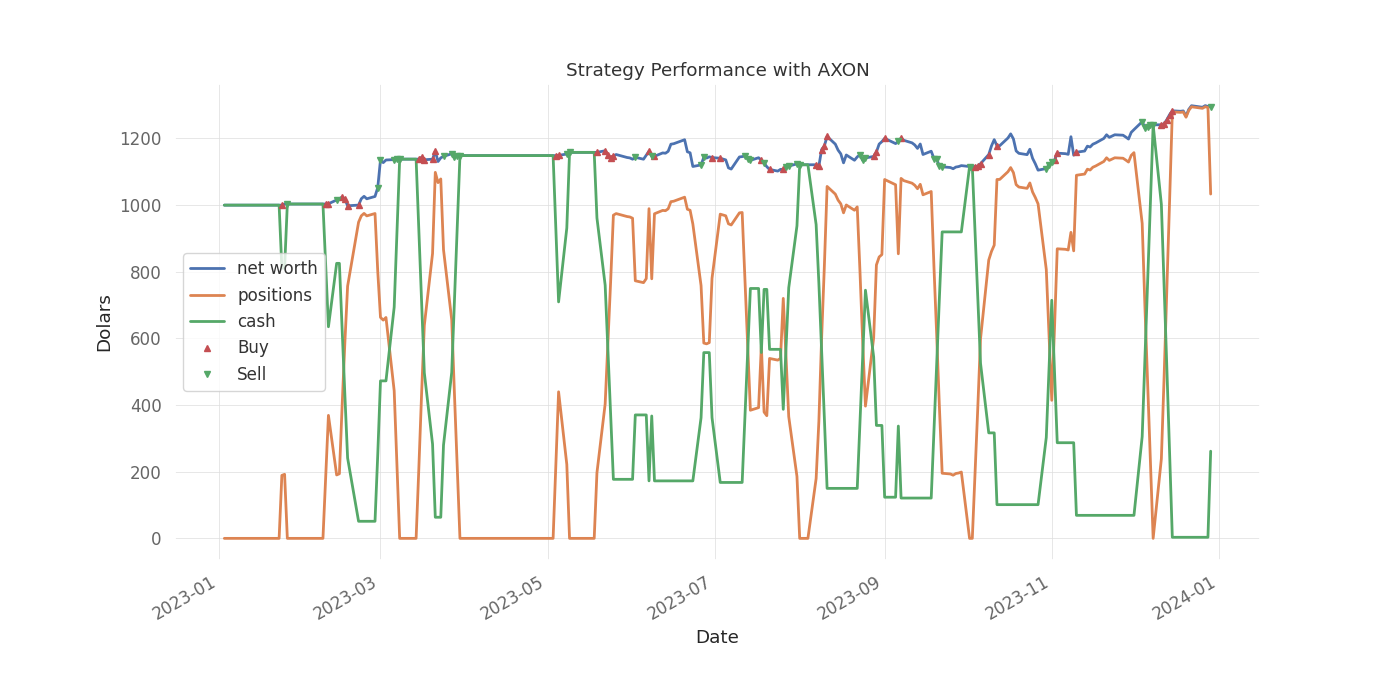 Strategy Performance with AXON
1200
1000
800
600
400
200
0
Dolars
net worth
positions
cash
Buy
Sell
2023-01
2023-03
2023-05
2023-07
2023-09
2023-11
2024-01
Date